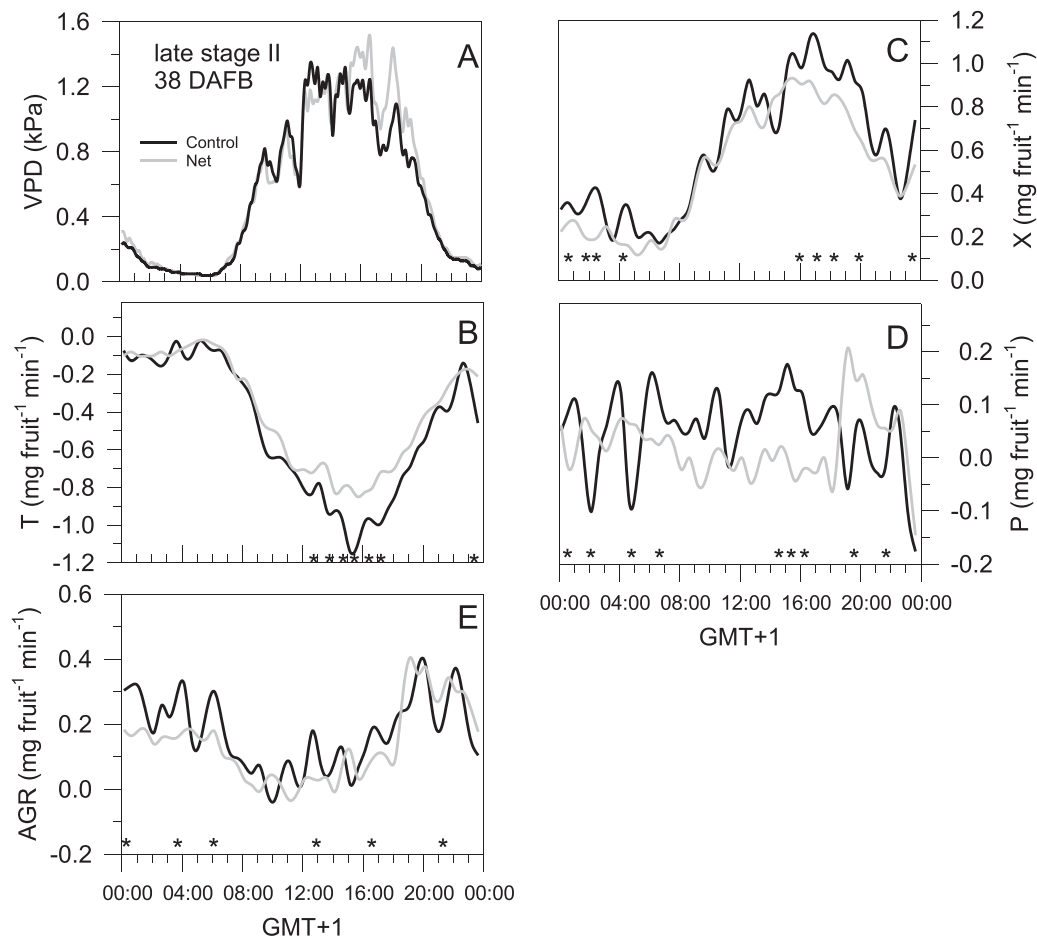 A
late stage II
38 DAFB
Control
Net
VPD (kPa)
1.6
1.2
0.8
0.4
0.0
C
X (mg fruit⁻¹ min⁻¹)
1.2
1.0
0.8
0.6
0.4
0.2
0.0
* ** * * * * * *
B
T (mg fruit⁻¹ min⁻¹)
0.0
-0.2
-0.4
-0.6
-0.8
-1.0
-1.2
* * * * * * *
D
P (mg fruit⁻¹ min⁻¹)
0.2
0.1
0.0
-0.1
-0.2
* * * * * * * * *
00:00 04:00 08:00 12:00 16:00 20:00 00:00
GMT+1
E
AGR (mg fruit⁻¹ min⁻¹)
0.6
0.4
0.2
0.0
-0.2
* * * * * *
00:00 04:00 08:00 12:00 16:00 20:00 00:00
GMT+1